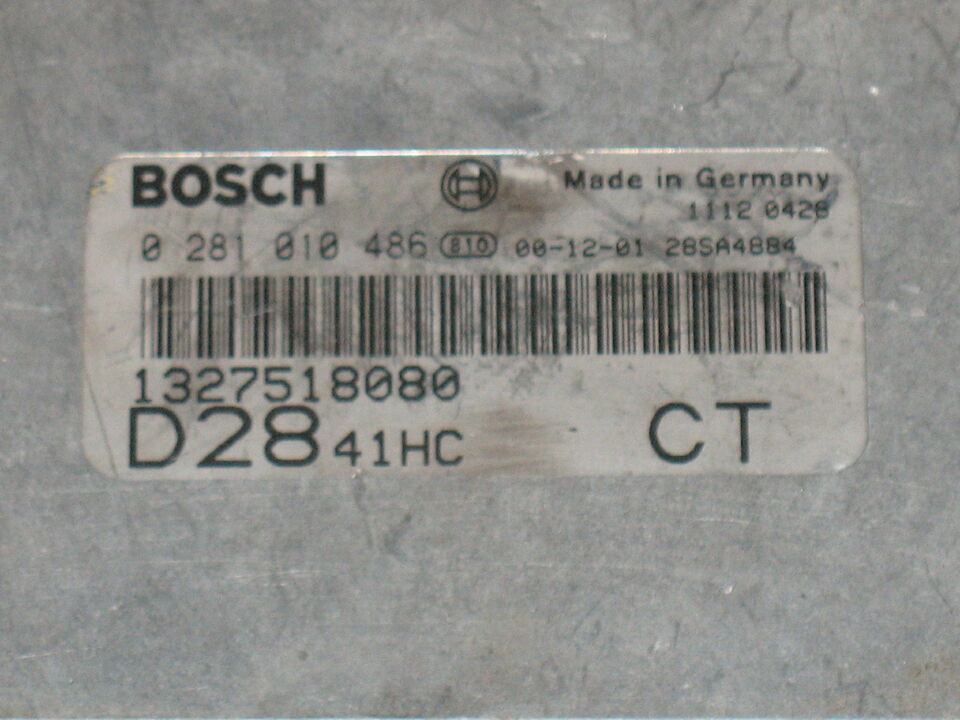 BOSCH Made in Germany
1112 0428
0 281 010 486 810 00-12-01 28SA4884
1327518080
D28 41HC CT